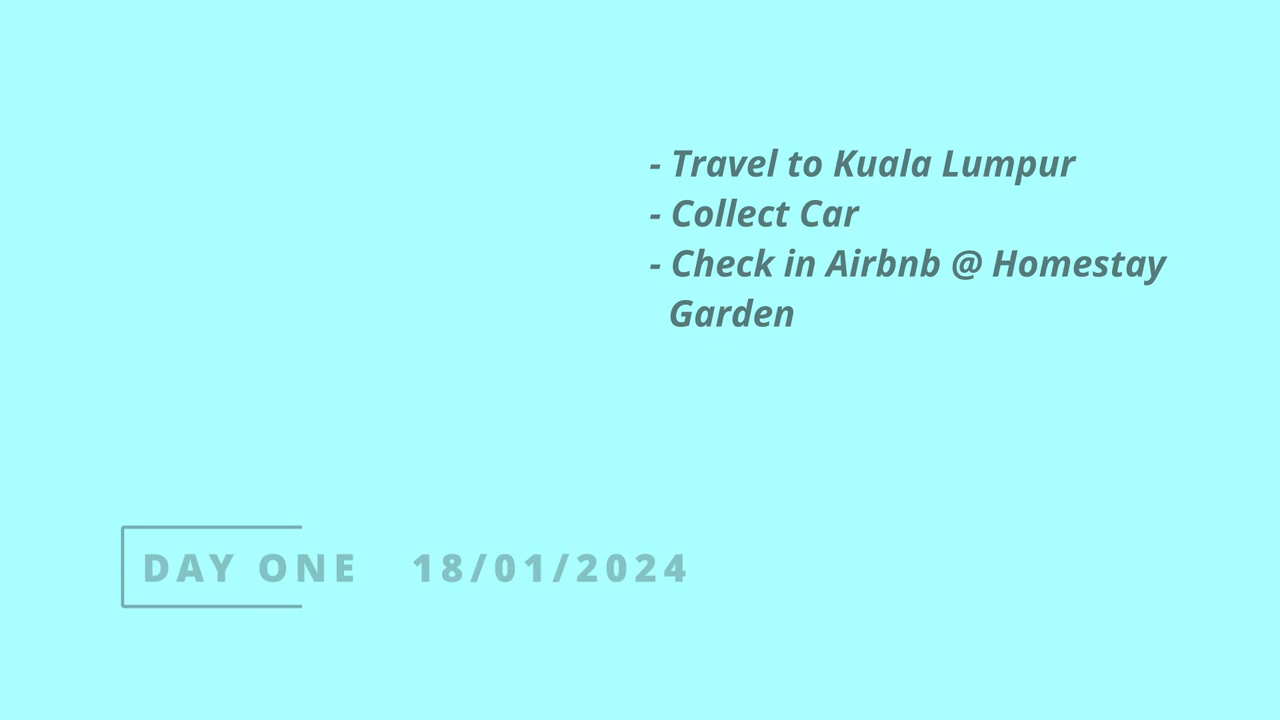 - Travel to Kuala Lumpur
- Collect Car
- Check in Airbnb @ Homestay
Garden
DAY ONE 18/01/2024